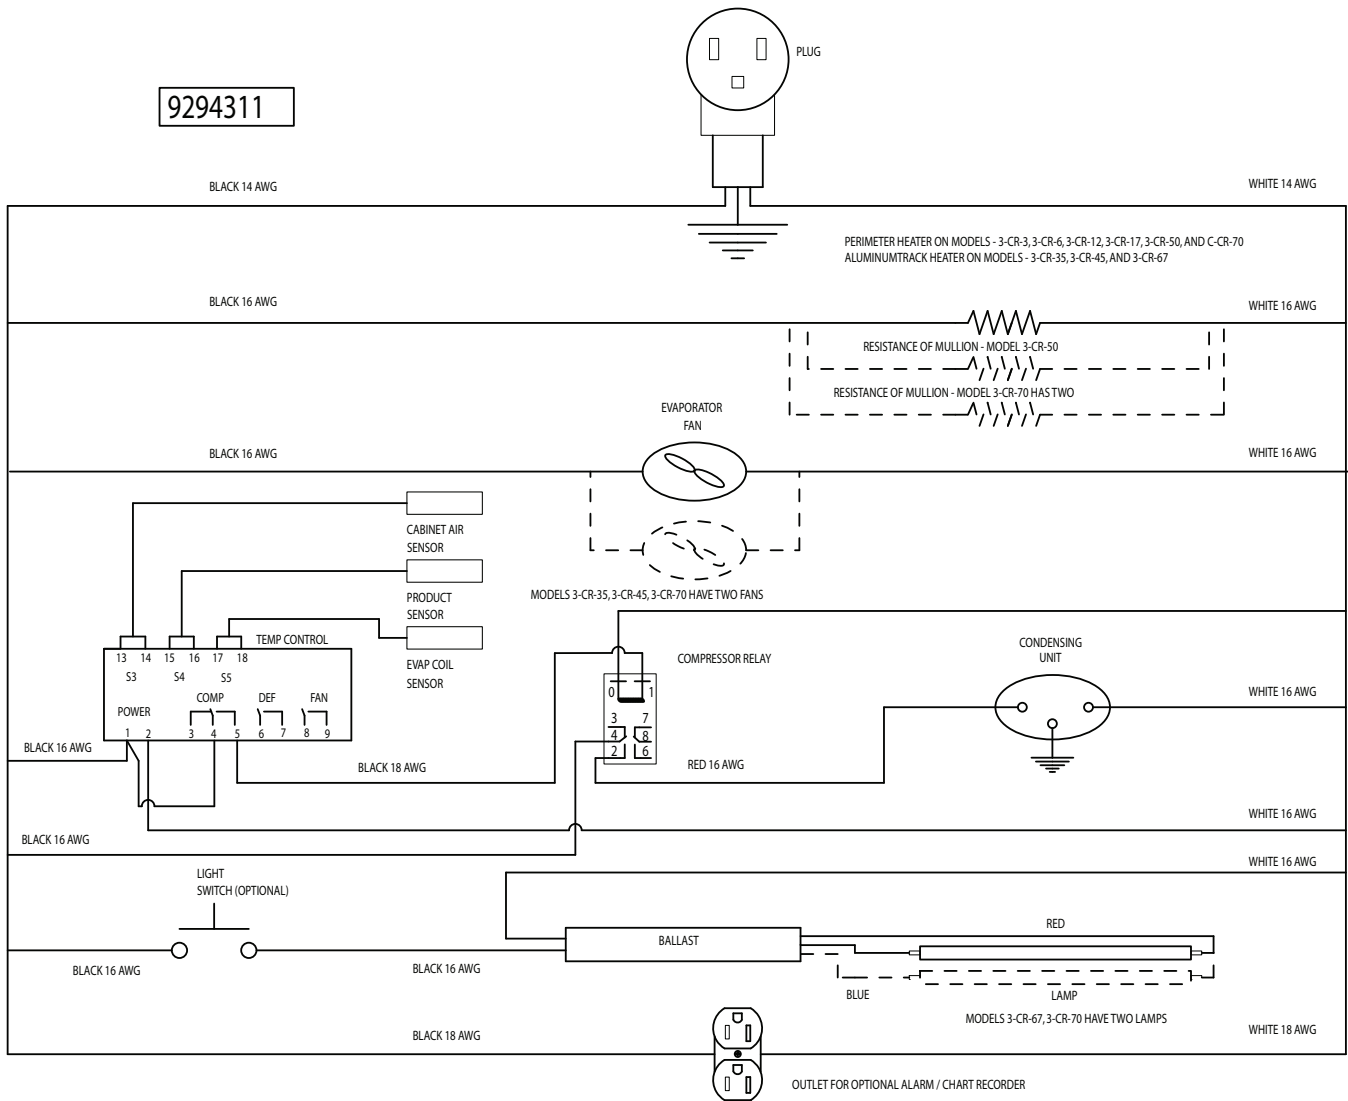 PLUG
9294311
BLACK 14 AWG
WHITE 14 AWG
PERIMETER HEATER ON MODELS - 3-CR-3, 3-CR-6, 3-CR-12, 3-CR-17, 3-CR-50, AND C-CR-70
ALUMINUMTRACK HEATER ON MODELS - 3-CR-35, 3-CR-45, AND 3-CR-67
BLACK 16 AWG
WHITE 16 AWG
RESISTANCE OF MULLION - MODEL 3-CR-50
RESISTANCE OF MULLION - MODEL 3-CR-70 HAS TWO
EVAPORATOR
FAN
BLACK 16 AWG
WHITE 16 AWG
CABINET AIR
SENSOR
PRODUCT
SENSOR
MODELS 3-CR-35, 3-CR-45, 3-CR-70 HAVE TWO FANS
EVAP COIL
SENSOR
TEMP CONTROL
13 14 15 16 17 18
S3 S4 S5
COMP DEF FAN
POWER
1 2 3 4 5 6 7 8 9
COMPRESSOR RELAY
0 1
3 7
4 8
2 6
CONDENSING
UNIT
WHITE 16 AWG
BLACK 16 AWG
BLACK 18 AWG
RED 16 AWG
WHITE 16 AWG
BLACK 16 AWG
WHITE 16 AWG
LIGHT
SWITCH (OPTIONAL)
BLACK 16 AWG
BLACK 16 AWG
BALLAST
RED
BLUE
LAMP
MODELS 3-CR-67, 3-CR-70 HAVE TWO LAMPS
BLACK 18 AWG
WHITE 18 AWG
OUTLET FOR OPTIONAL ALARM / CHART RECORDER